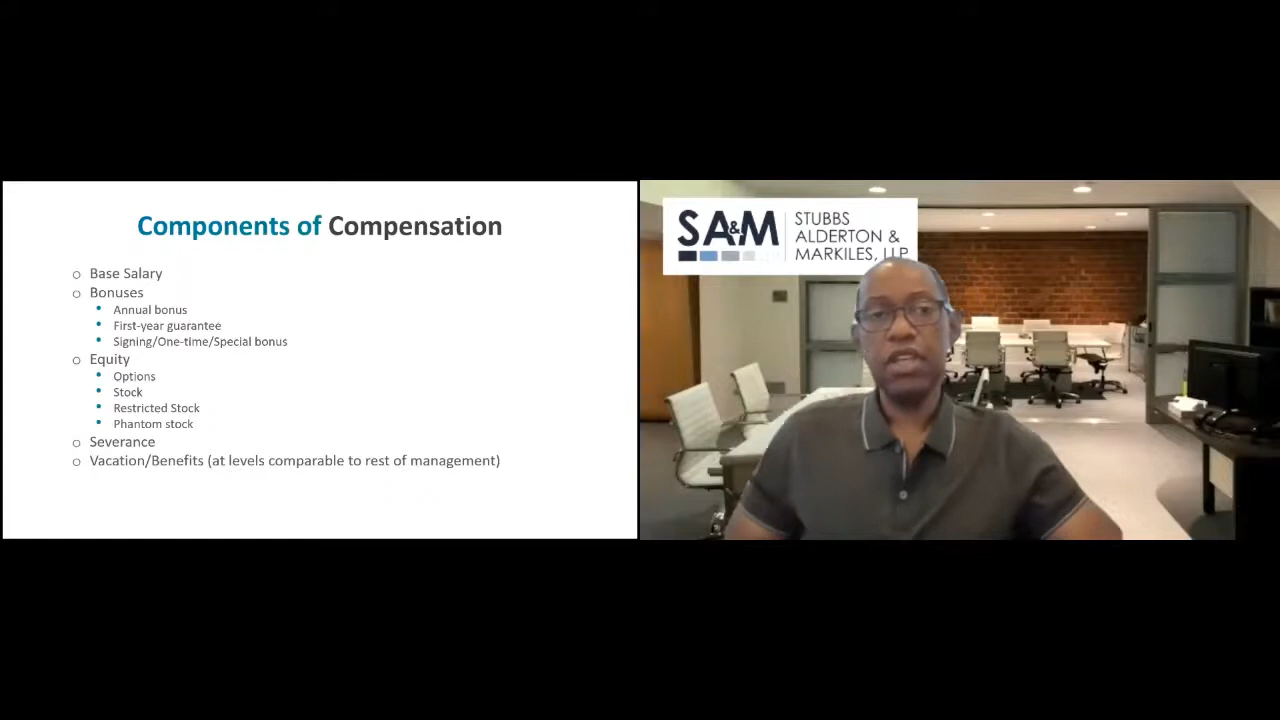 Components of Compensation
Base Salary
Bonuses
Annual bonus
First-year guarantee
Signing/One-time/Special bonus
Equity
Options
Stock
Restricted Stock
Phantom stock
Severance
Vacation/Benefits (at levels comparable to rest of management)
SA&M
STUBBS
ALDERTON &
MARKILES, LLP